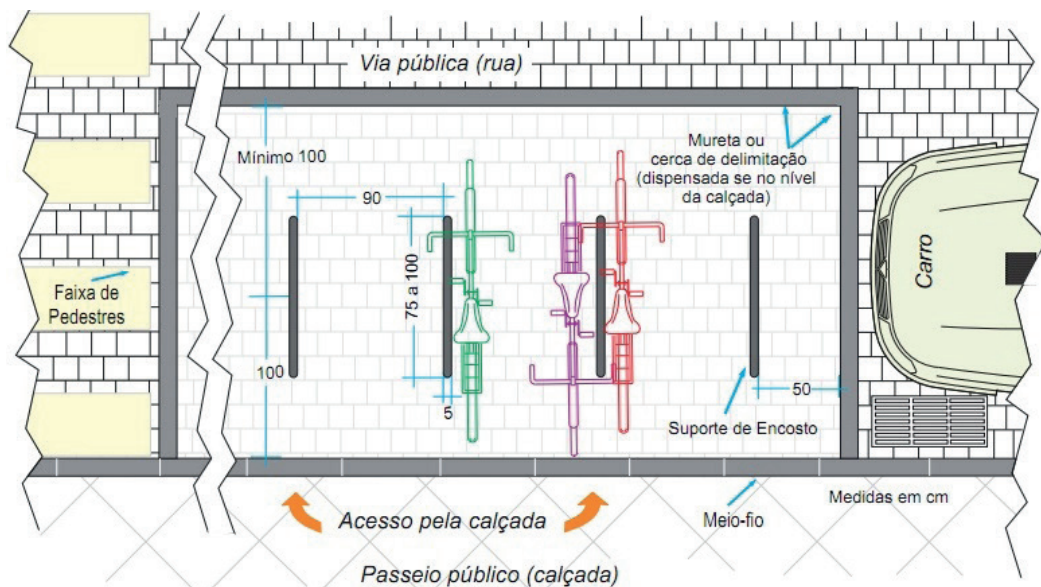 Via pública (rua)
Mínimo 100
90
Mureta ou
cerca de delimitação
(dispensada se no nível
da calçada)
75 a 100
Faixa de
Pedestres
Carro
100
5
50
Suporte de Encosto
Acesso pela calçada
Meio-fio
Medidas em cm
Passeio público (calçada)